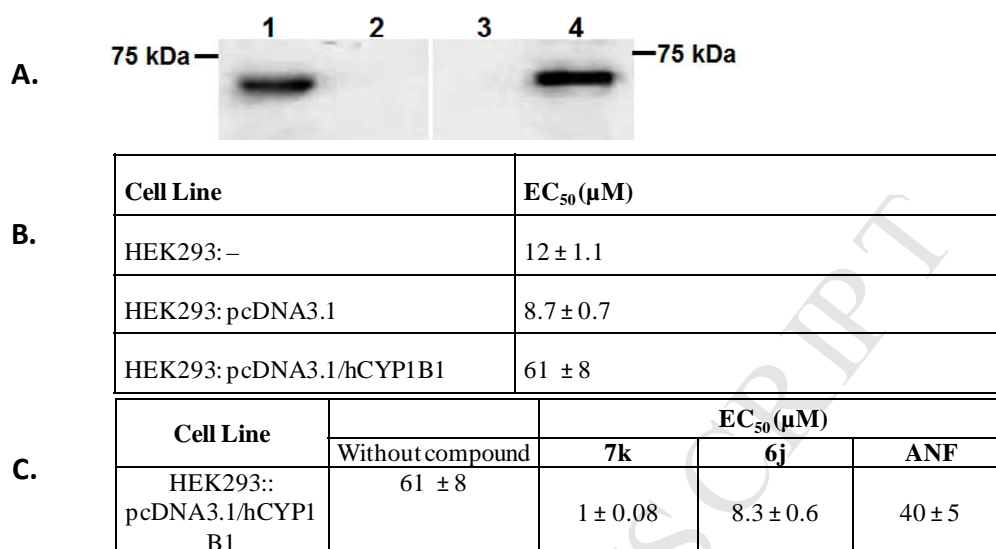 1 2 3 4
75 kDa 75 kDa
A.
Cell Line EC50 (µM)
B.
HEK293: – 12 ± 1.1
HEK293: pcDNA3.1 8.7 ± 0.7
HEK293: pcDNA3.1/hCYP1B1 61 ± 8
Cell Line EC50 (µM)
Without compound 7k 6j ANF
C.
HEK293:: 61 ± 8
pcDNA3.1/hCYP1 1 ± 0.08 8.3 ± 0.6 40 ± 5
B1
SCRIPT